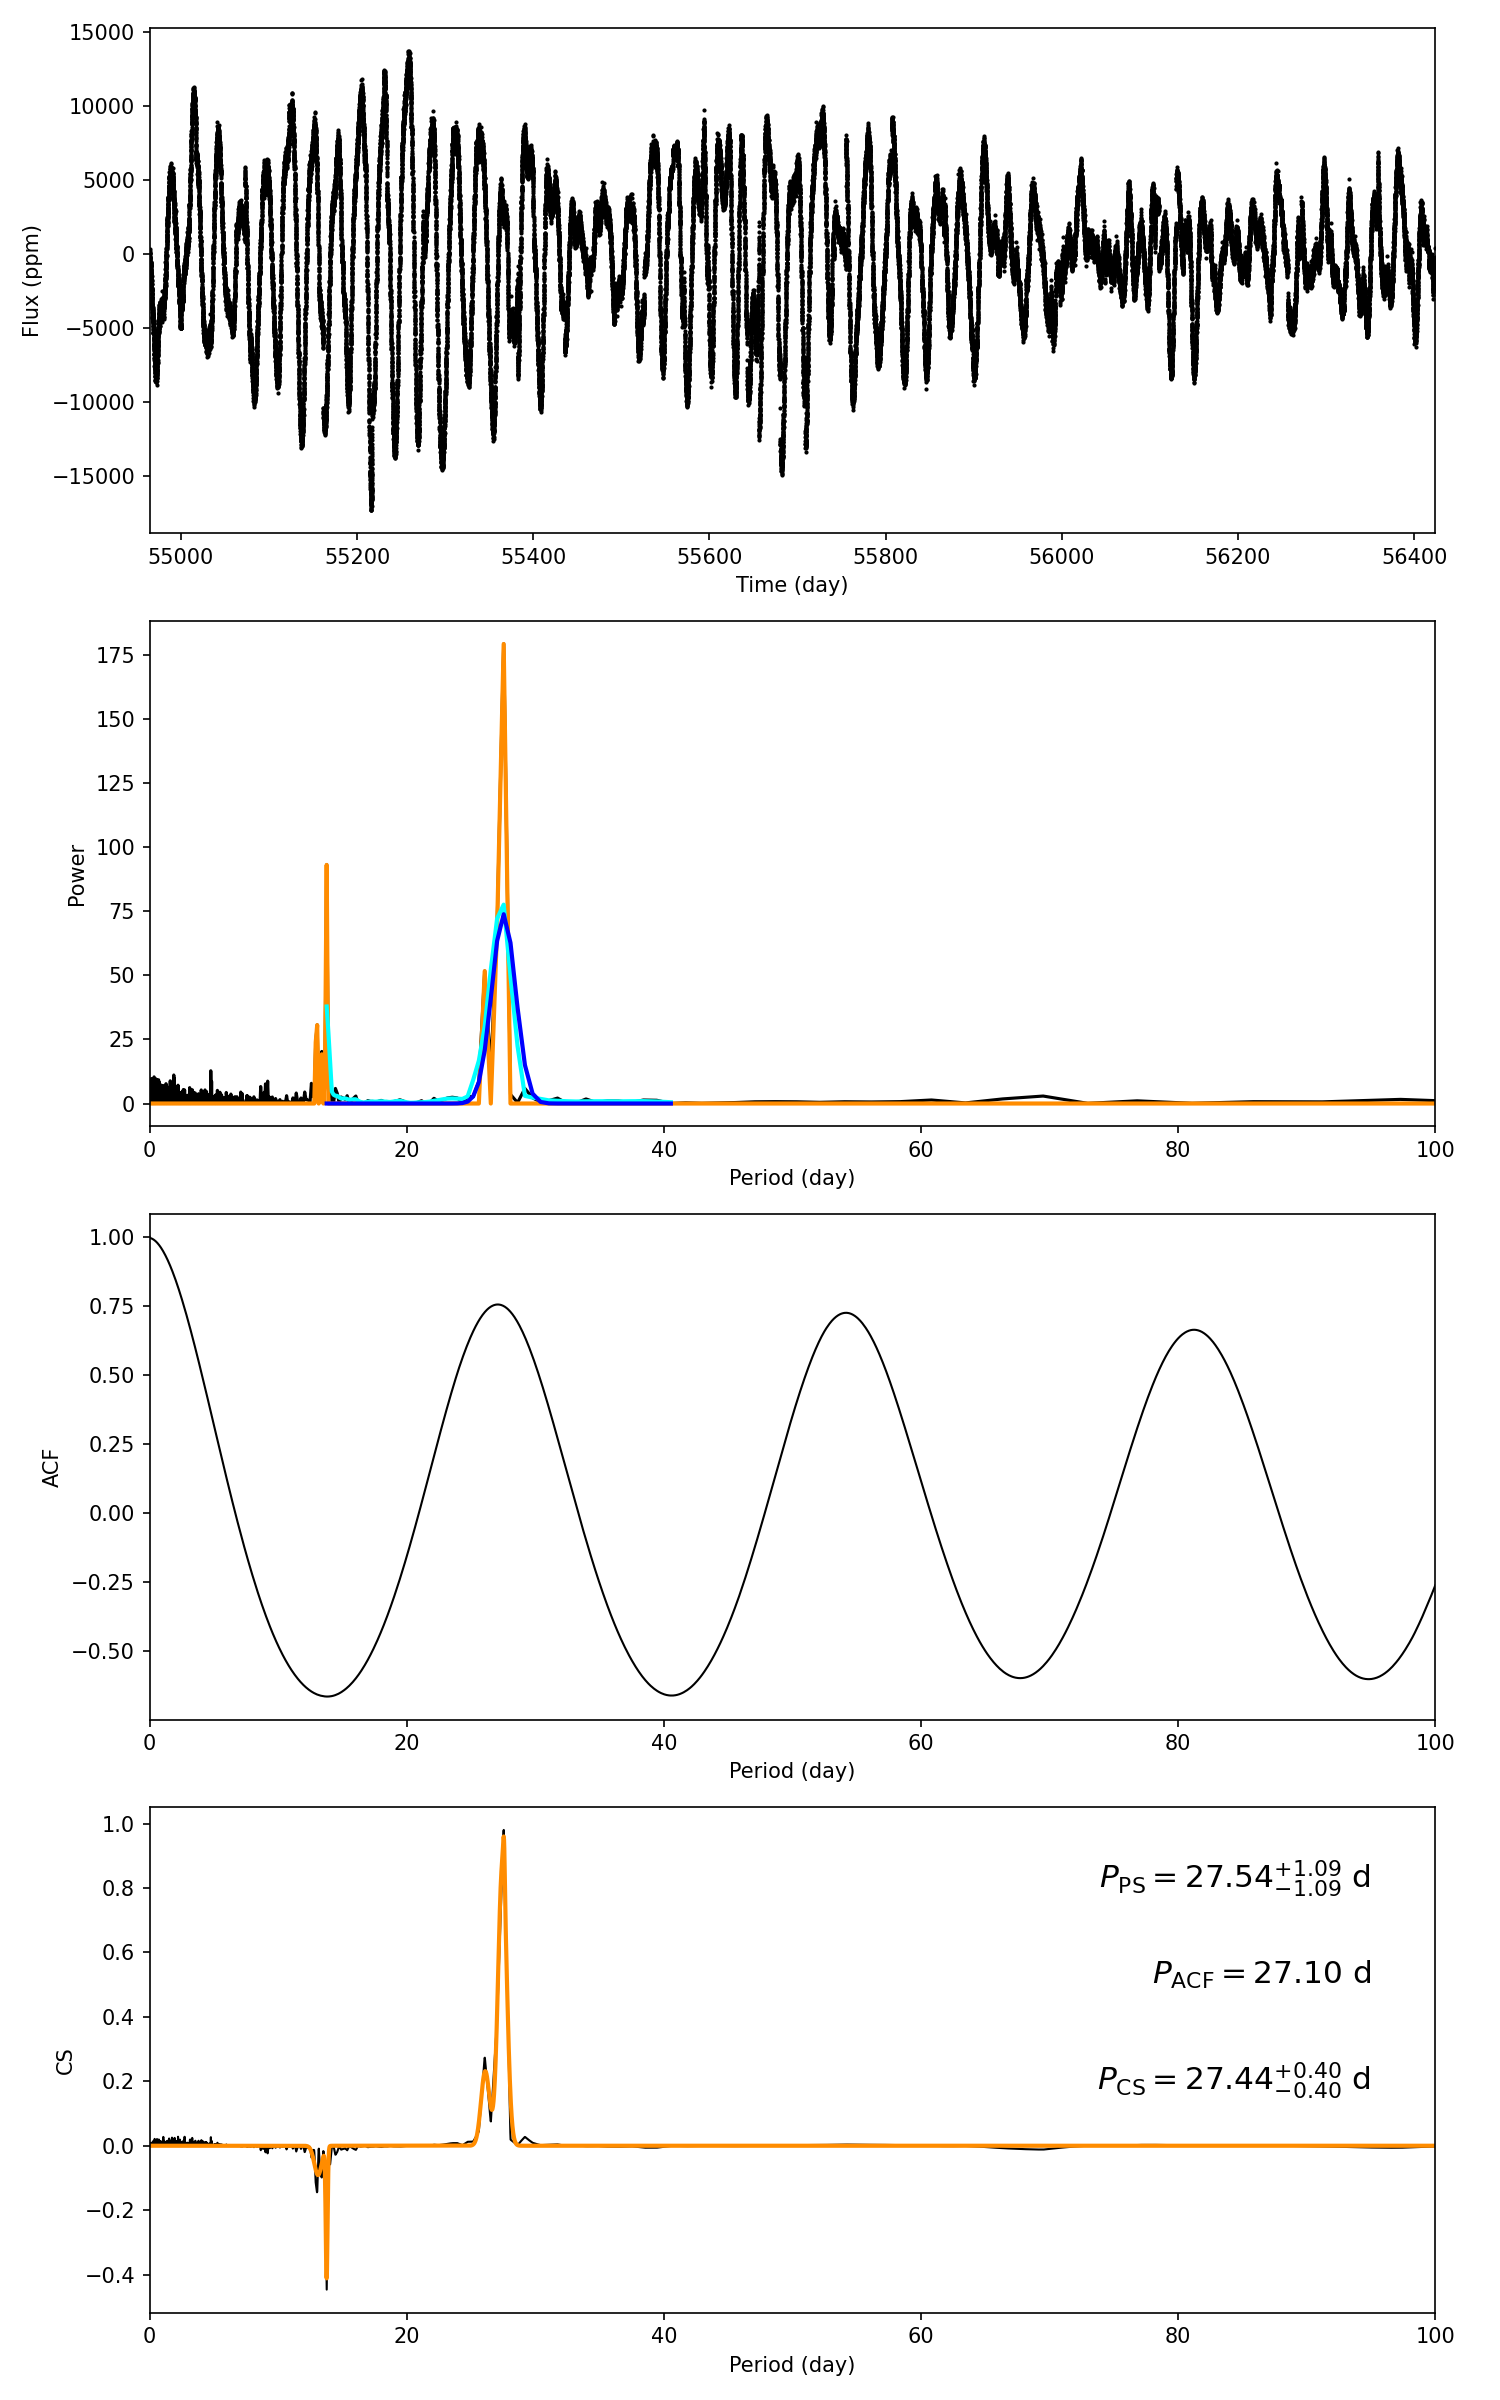 15000
10000
5000
0
−5000
−10000
−15000
Flux (ppm)
55000 55200 55400 55600 55800 56000 56200 56400
Time (day)
175
150
125
100
75
50
25
0
Power
0 20 40 60 80 100
Period (day)
1.00
0.75
0.50
0.25
0.00
−0.25
−0.50
ACF
0 20 40 60 80 100
Period (day)
1.0
0.8
0.6
0.4
0.2
0.0
−0.2
−0.4
CS
P_PS = 27.54^{+1.09}_{−1.09} d
P_ACF = 27.10 d
P_CS = 27.44^{+0.40}_{−0.40} d
0 20 40 60 80 100
Period (day)